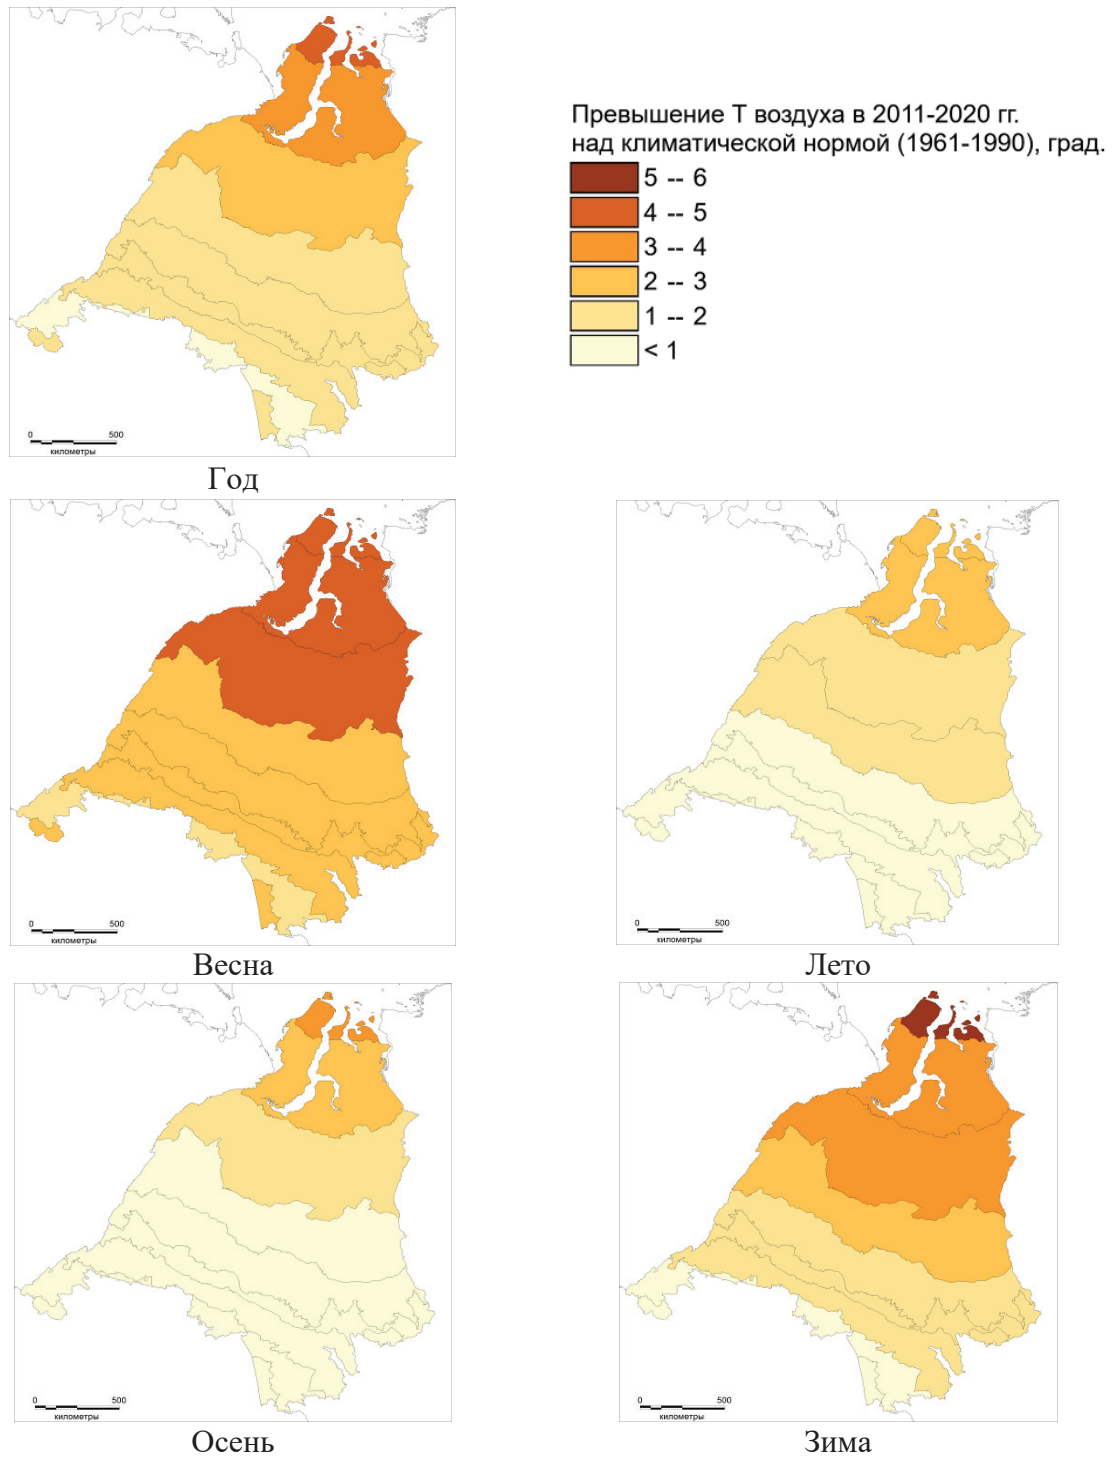 Превышение Т воздуха в 2011-2020 гг.
над климатической нормой (1961-1990), град.
5 -- 6
4 -- 5
3 -- 4
2 -- 3
1 -- 2
< 1
0 500
километры
Год
0 500
километры
Весна
0 500
километры
Лето
0 500
километры
Осень
0 500
километры
Зима